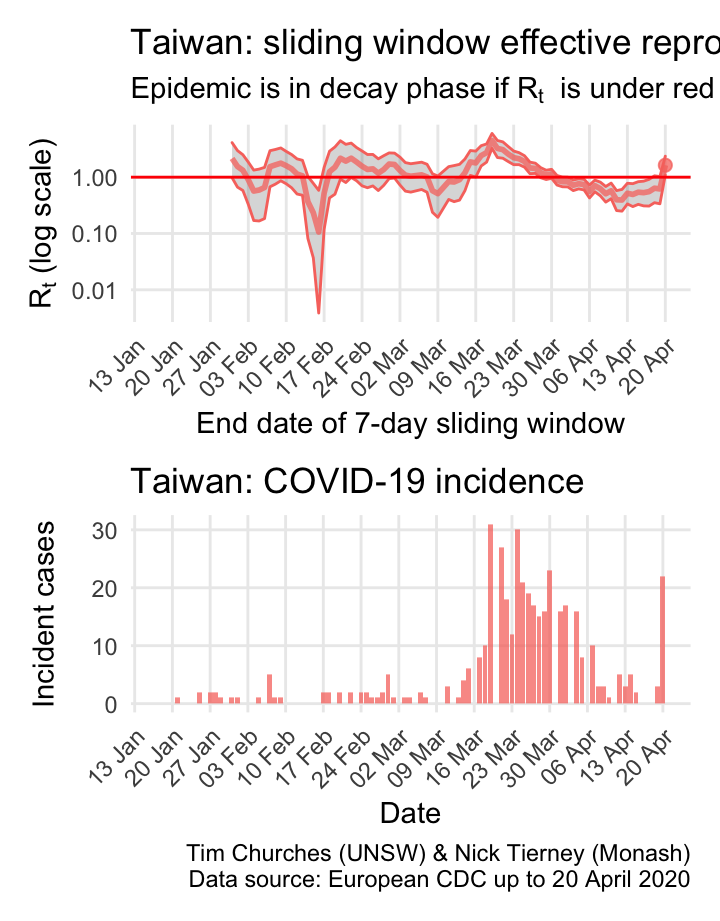 Taiwan: sliding window effective repro
Epidemic is in decay phase if Rt is under red
1.00
0.10
0.01
Rt (log scale)
13 Jan
20 Jan
27 Jan
03 Feb
10 Feb
17 Feb
24 Feb
02 Mar
09 Mar
16 Mar
23 Mar
30 Mar
06 Apr
13 Apr
20 Apr
End date of 7-day sliding window
Taiwan: COVID-19 incidence
30
20
10
0
Incident cases
13 Jan
20 Jan
27 Jan
03 Feb
10 Feb
17 Feb
24 Feb
02 Mar
09 Mar
16 Mar
23 Mar
30 Mar
06 Apr
13 Apr
20 Apr
Date
Tim Churches (UNSW) & Nick Tierney (Monash)
Data source: European CDC up to 20 April 2020